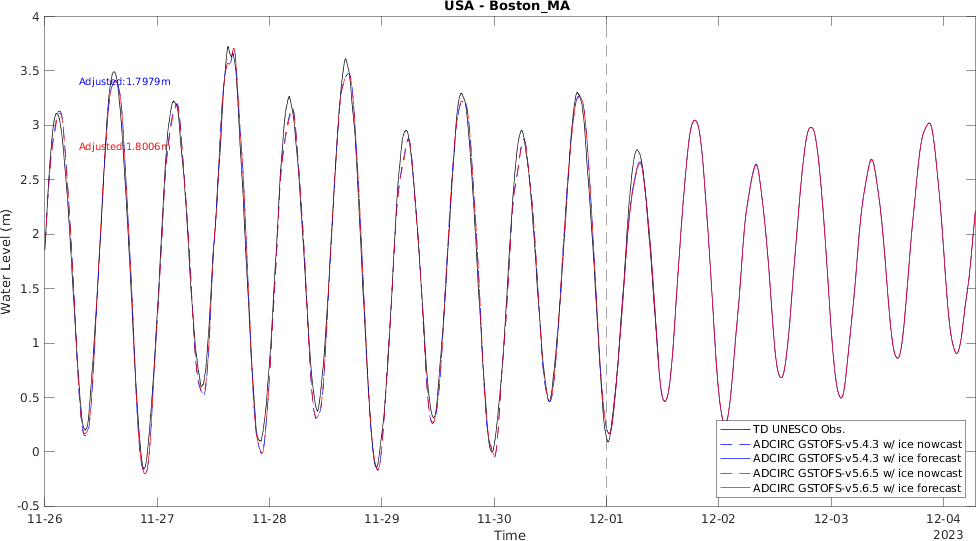 USA - Boston_MA
4
3.5
3
2.5
2
1.5
1
0.5
0
-0.5
Water Level (m)
Adjusted:1.7979m
Adjusted:1.8006m
TD UNESCO Obs.
ADCIRC GSTOFS-v5.4.3 w/ ice nowcast
ADCIRC GSTOFS-v5.4.3 w/ ice forecast
ADCIRC GSTOFS-v5.6.5 w/ ice nowcast
ADCIRC GSTOFS-v5.6.5 w/ ice forecast
11-26 11-27 11-28 11-29 11-30 12-01 12-02 12-03 12-04
Time
2023